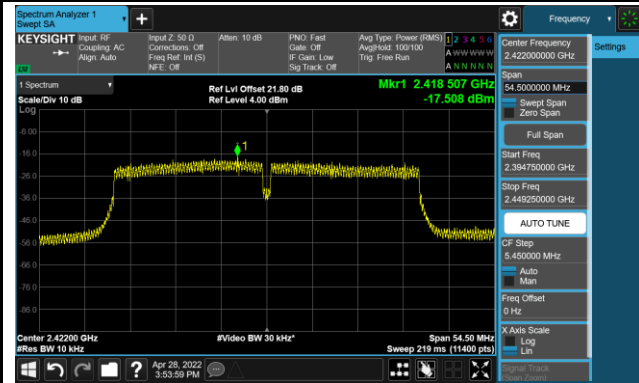 Spectrum Analyzer 1
Swept SA
+
Frequency
KEYSIGHT
Input: RF
Coupling: AC
Align: Auto
Input Z: 50 Ω
Corrections: Off
Freq Ref: Int (S)
NFE: Off
Atten: 10 dB
PNO: Fast
Gate: Off
IF Gain: Low
Sig Track: Off
Avg Type: Power (RMS)
Avg|Hold: 100/100
Trig: Free Run
1 2 3 4 5 6
A W W W W W
A N N N N N
LXI
1 Spectrum
Scale/Div 10 dB
Log
Ref Lvl Offset 21.80 dB
Ref Level 4.00 dBm
Mkr1 2.418 507 GHz
-17.508 dBm
1
-6.00
-16.0
-26.0
-36.0
-46.0
-56.0
-66.0
-76.0
-86.0
Center 2.42200 GHz
#Res BW 10 kHz
#Video BW 30 kHz*
Span 54.50 MHz
Sweep 219 ms (11400 pts)
Center Frequency
2.422000000 GHz
Settings
Span
54.5000000 MHz
Swept Span
Zero Span
Full Span
Start Freq
2.394750000 GHz
Stop Freq
2.449250000 GHz
AUTO TUNE
CF Step
5.450000 MHz
Auto
Man
Freq Offset
0 Hz
X Axis Scale
Log
Lin
Signal Track
(Span Zoom)
?
Apr 28, 2022
3:53:59 PM